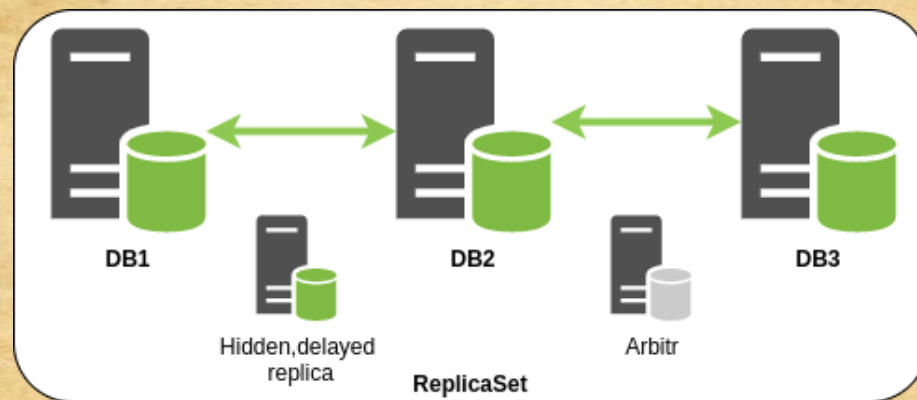 DB1
DB2
DB3
Hidden,delayed
replica
Arbitr
ReplicaSet